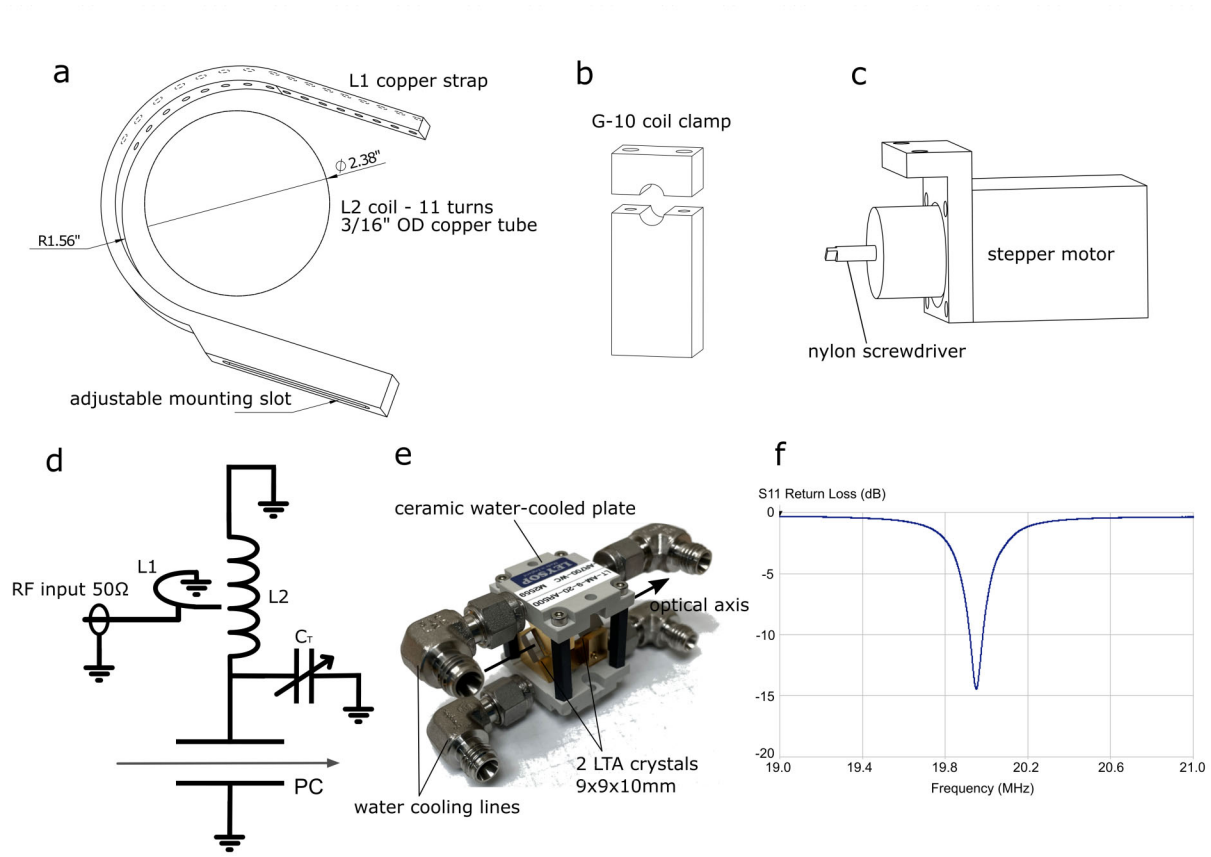 a
L1 copper strap
⌀ 2.38"
L2 coil - 11 turns
3/16" OD copper tube
R1.56"
adjustable mounting slot
b
G-10 coil clamp
c
stepper motor
nylon screwdriver
d
L1
RF input 50Ω
L2
CT
PC
e
ceramic water-cooled plate
LEYSOP
optical axis
2 LTA crystals
9x9x10mm
water cooling lines
f
S11 Return Loss (dB)
0
-5
-10
-15
-20
19.0 19.4 19.8 20.2 20.6 21.0
Frequency (MHz)